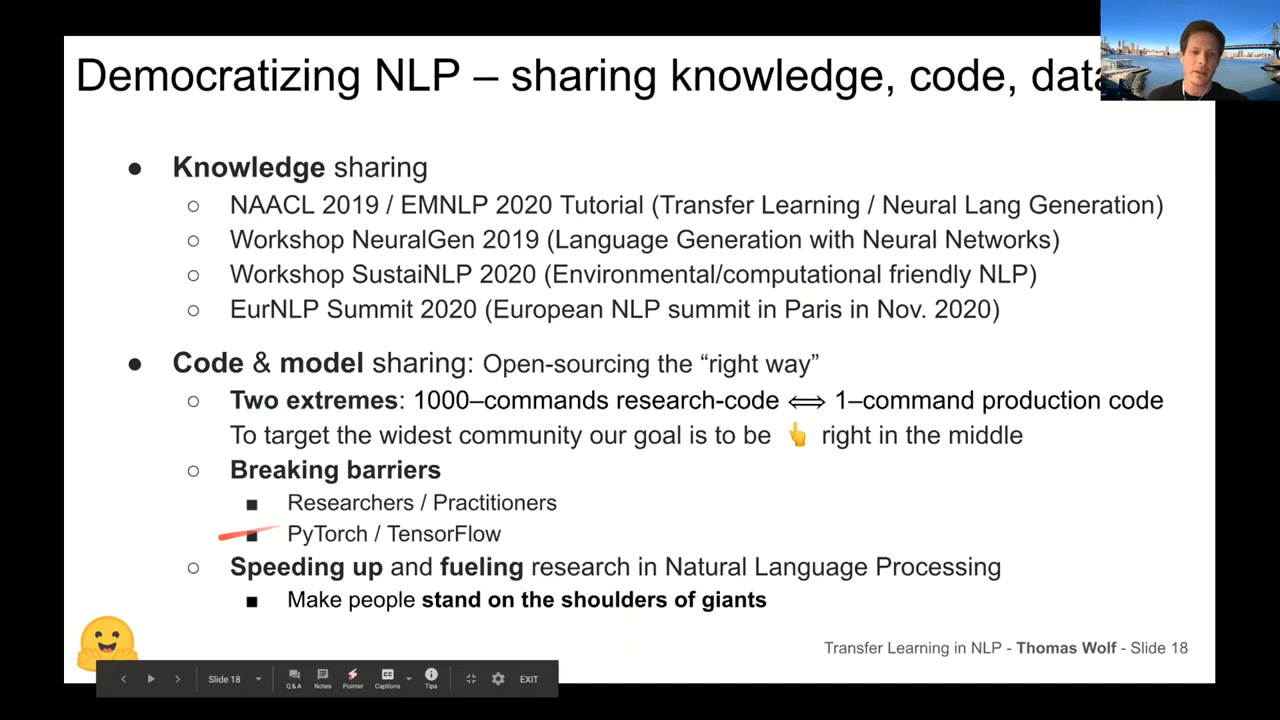 Democratizing NLP – sharing knowledge, code, data
● Knowledge sharing
○ NAACL 2019 / EMNLP 2020 Tutorial (Transfer Learning / Neural Lang Generation)
○ Workshop NeuralGen 2019 (Language Generation with Neural Networks)
○ Workshop SustaiNLP 2020 (Environmental/computational friendly NLP)
○ EurNLP Summit 2020 (European NLP summit in Paris in Nov. 2020)
● Code & model sharing: Open-sourcing the “right way”
○ Two extremes: 1000–commands research-code ⟺ 1–command production code
To target the widest community our goal is to be 👆 right in the middle
○ Breaking barriers
■ Researchers / Practitioners
■ PyTorch / TensorFlow
○ Speeding up and fueling research in Natural Language Processing
■ Make people stand on the shoulders of giants
Transfer Learning in NLP - Thomas Wolf - Slide 18
Slide 18 Q & A Notes Pointer Captions Tips EXIT